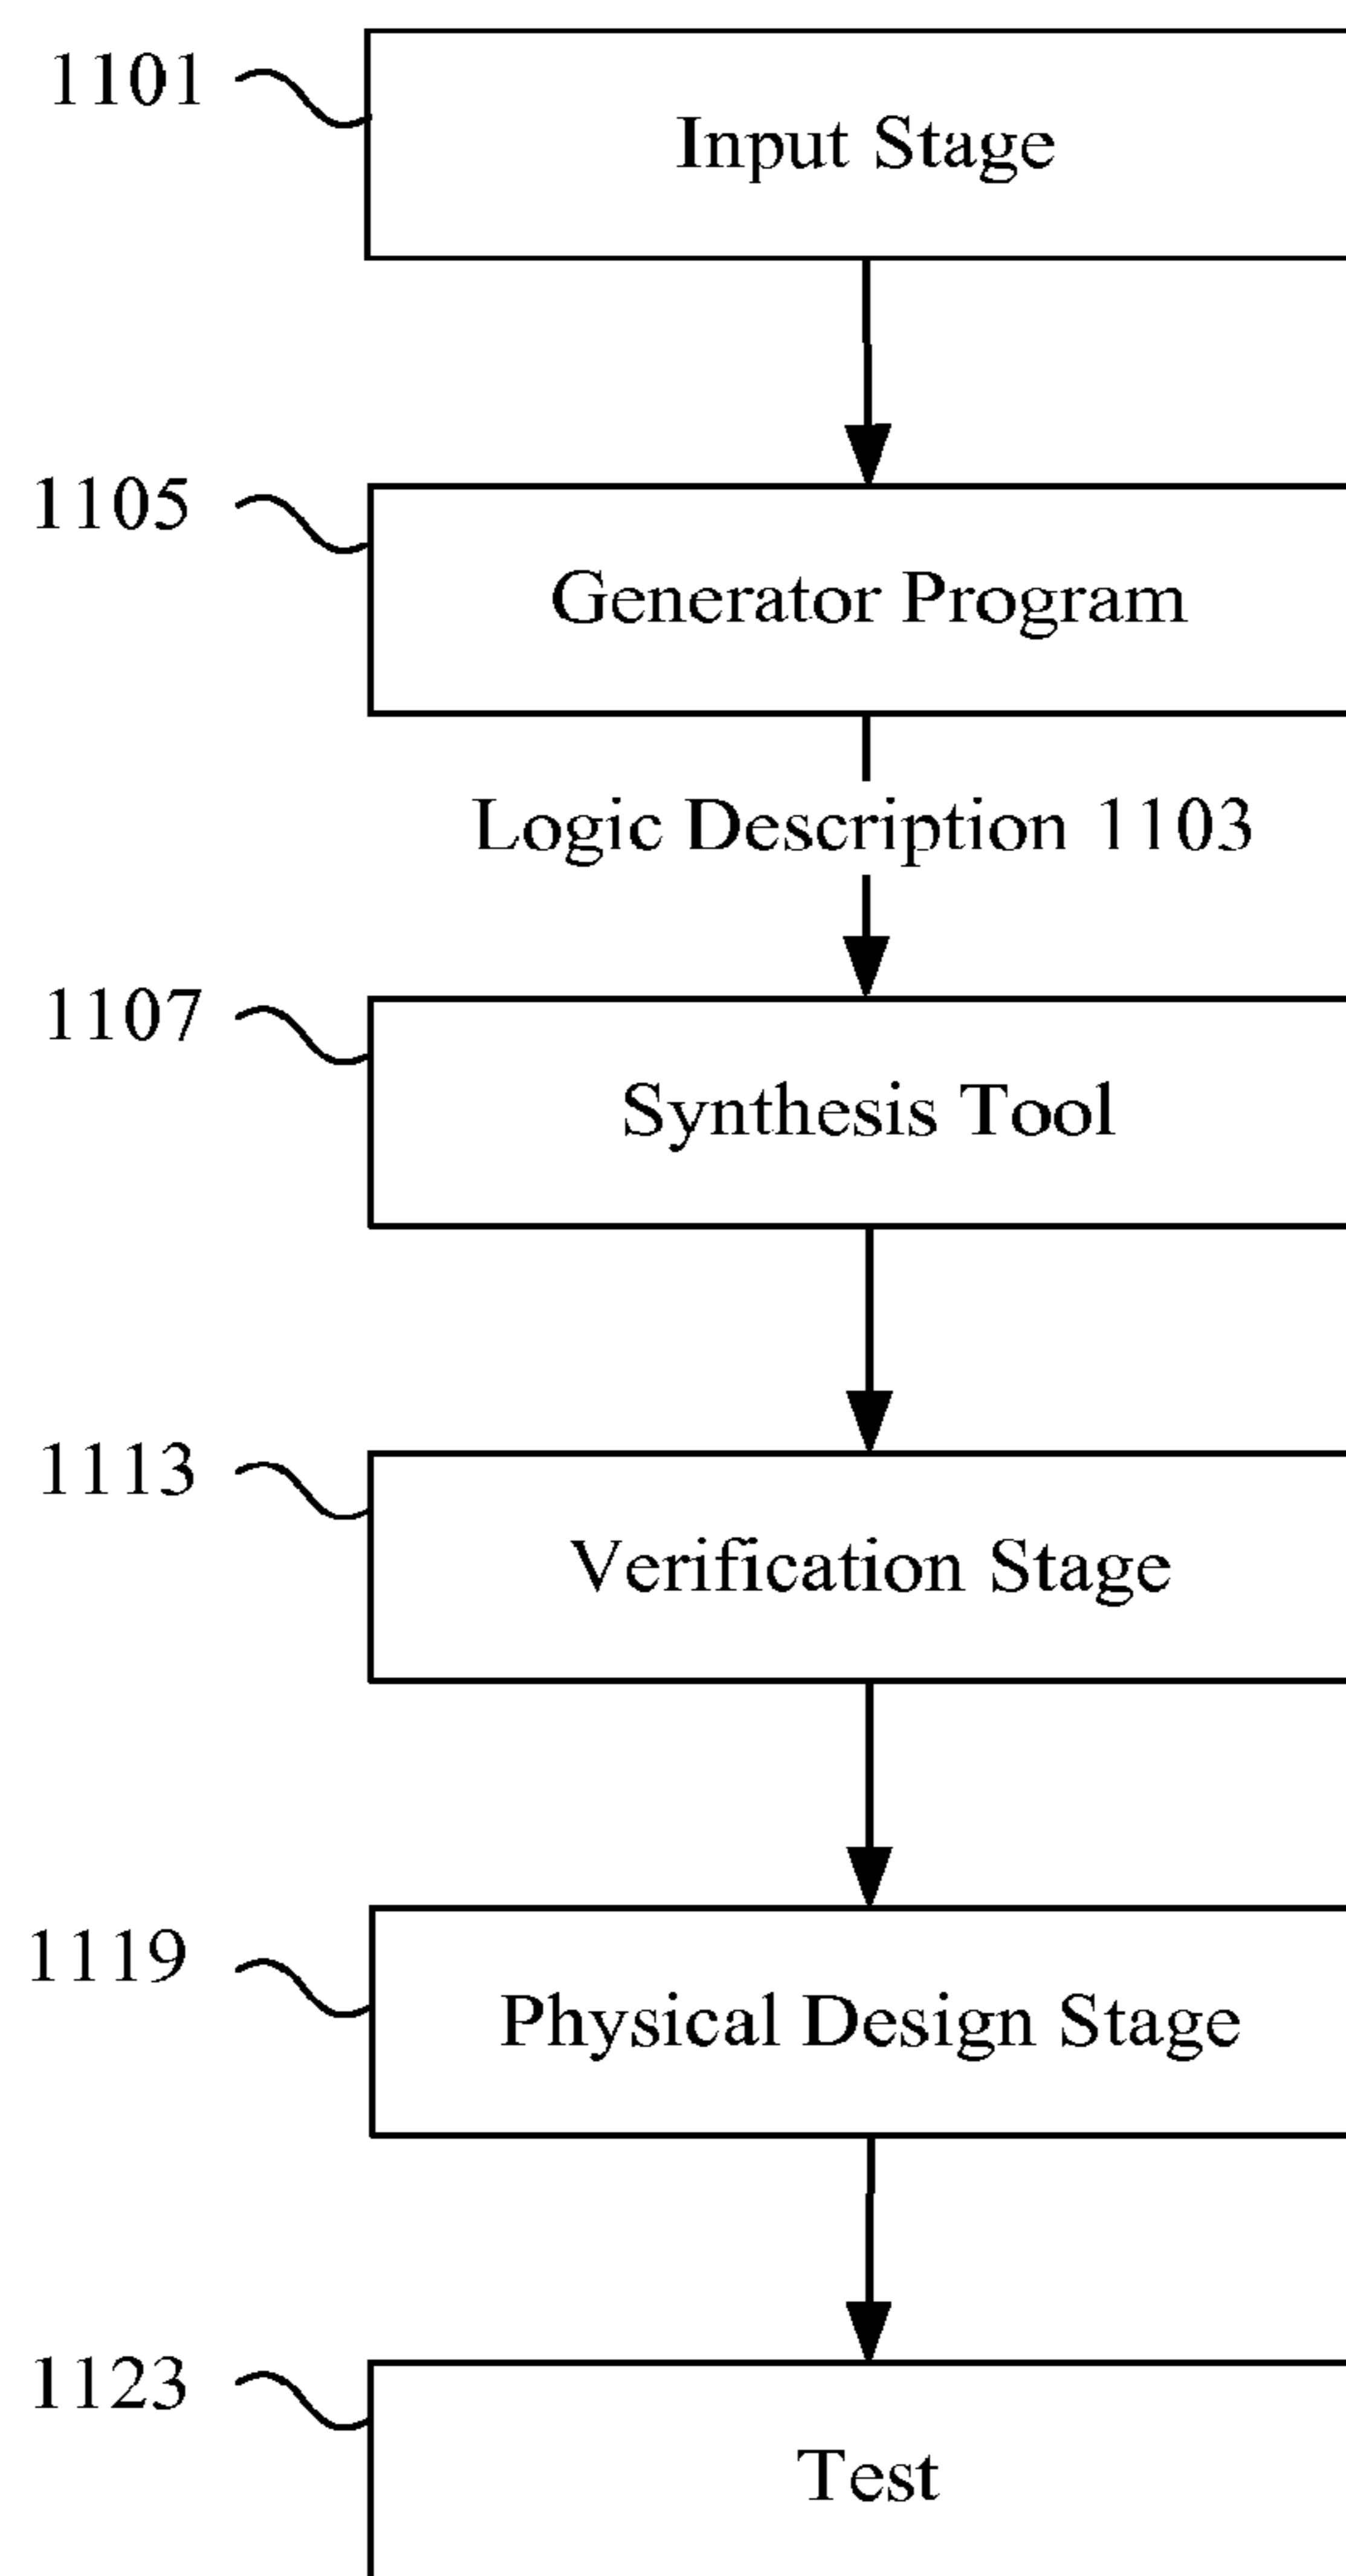 1101
Input Stage
1105
Generator Program
Logic Description 1103
1107
Synthesis Tool
1113
Verification Stage
1119
Physical Design Stage
1123
Test